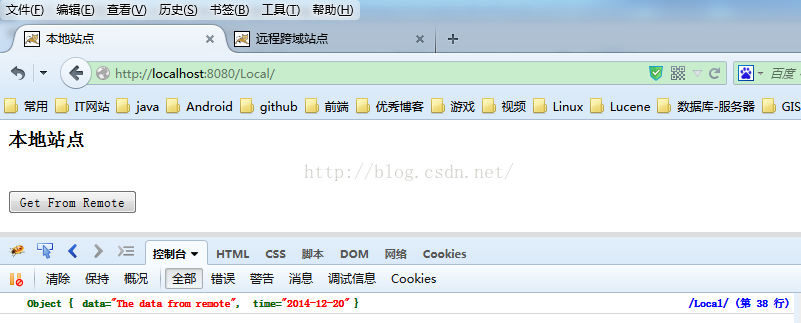 文件(F) 编辑(E) 查看(V) 历史(S) 书签(B) 工具(T) 帮助(H)
本地站点 × 远程跨域站点 × +
http://localhost:8080/Local/ 百度
常用 IT网站 java Android github 前端 优秀博客 游戏 视频 Linux Lucene 数据库-服务器 GIS
本地站点
http://blog.csdn.net/
Get From Remote
控制台 HTML CSS 脚本 DOM 网络 Cookies
清除 保持 概况 全部 错误 警告 消息 调试信息 Cookies
Object { data="The data from remote", time="2014-12-20" } /Local/ (第 38 行)